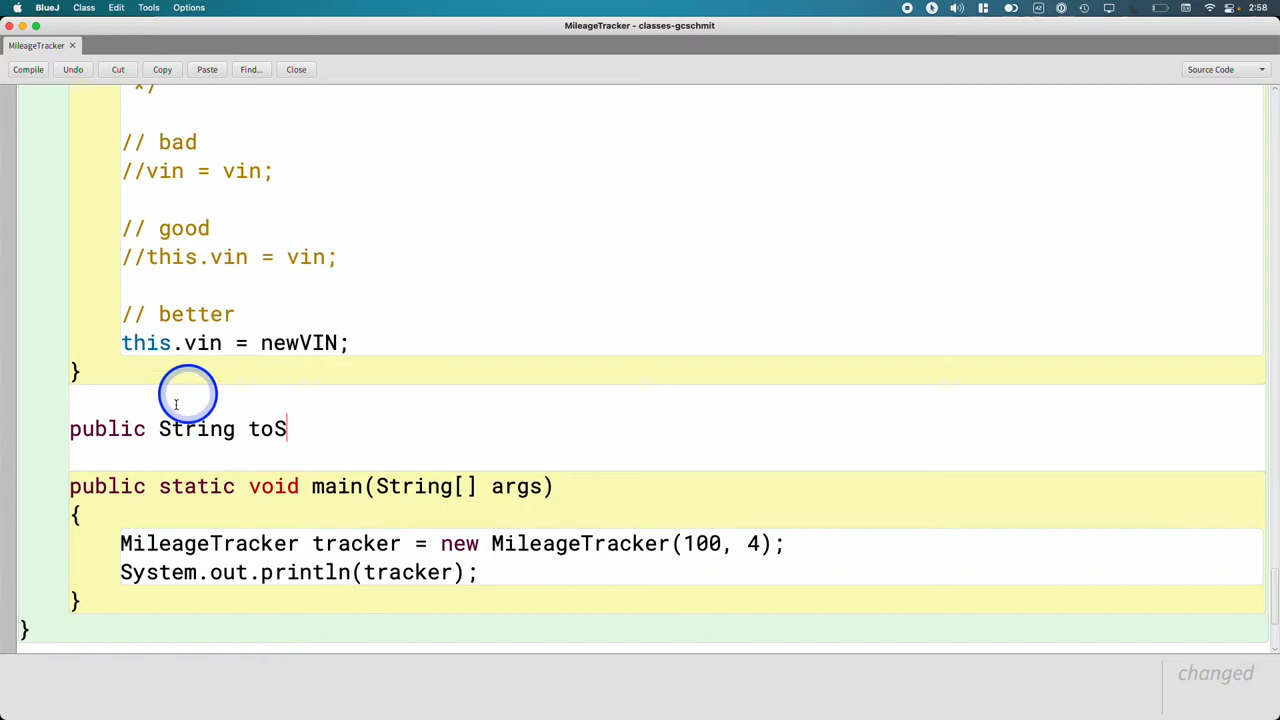 BlueJ Class Edit Tools Options 42 2:58
MileageTracker - classes-gcschmit
MileageTracker ×
Compile Undo Cut Copy Paste Find... Close Source Code
*/
// bad
//vin = vin;
// good
//this.vin = vin;
// better
this.vin = newVIN;
}
public String toS
public static void main(String[] args)
{
MileageTracker tracker = new MileageTracker(100, 4);
System.out.println(tracker);
}
}
changed